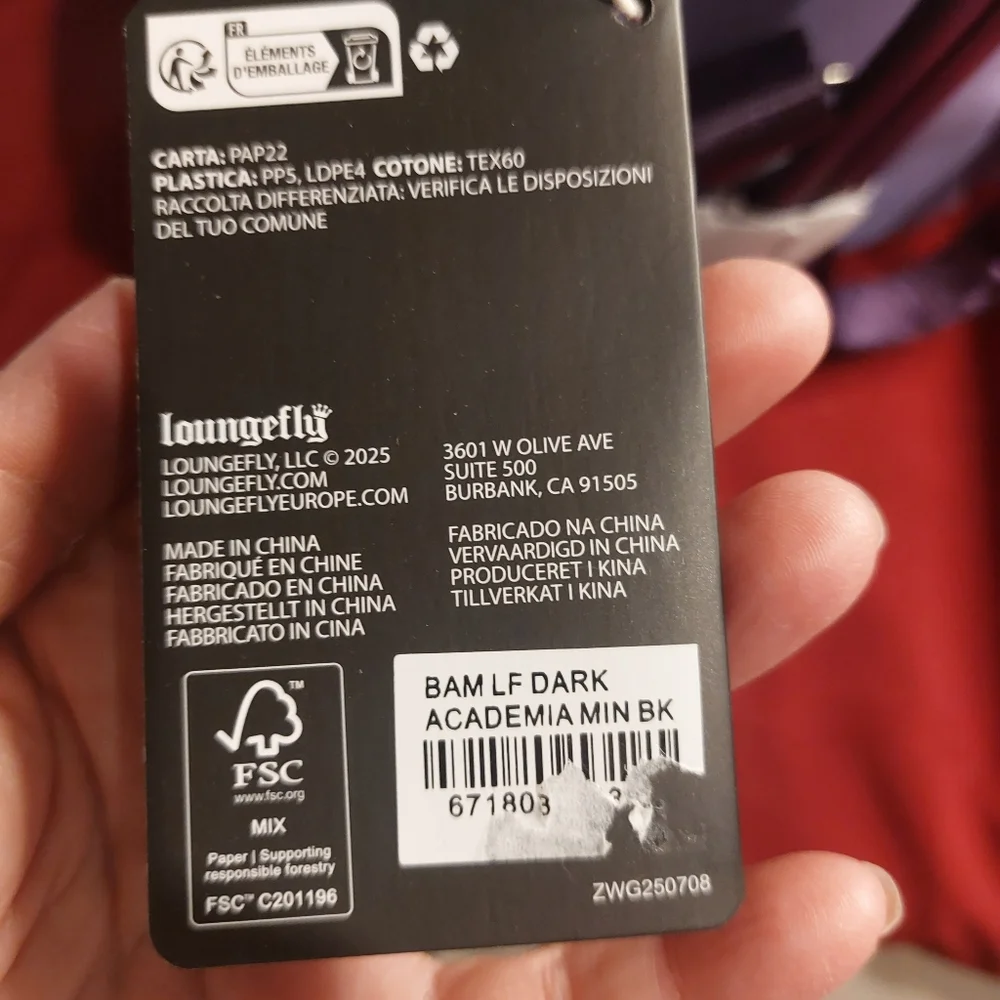 FR
ÉLÉMENTS
D'EMBALLAGE
CARTA: PAP22
PLASTICA: PP5, LDPE4 COTONE: TEX60
RACCOLTA DIFFERENZIATA: VERIFICA LE DISPOSIZIONI
DEL TUO COMUNE
loungefly
LOUNGEFLY, LLC © 2025
LOUNGEFLY.COM
LOUNGEFLYEUROPE.COM
3601 W OLIVE AVE
SUITE 500
BURBANK, CA 91505
MADE IN CHINA
FABRIQUÉ EN CHINE
FABRICADO EN CHINA
HERGESTELLT IN CHINA
FABBRICATO IN CINA
FABRICADO NA CHINA
VERVAARDIGD IN CHINA
PRODUCERET I KINA
TILLVERKAT I KINA
FSC
www.fsc.org
MIX
Paper | Supporting
responsible forestry
FSC™ C201196
BAM LF DARK
ACADEMIA MIN BK
671803
ZWG250708